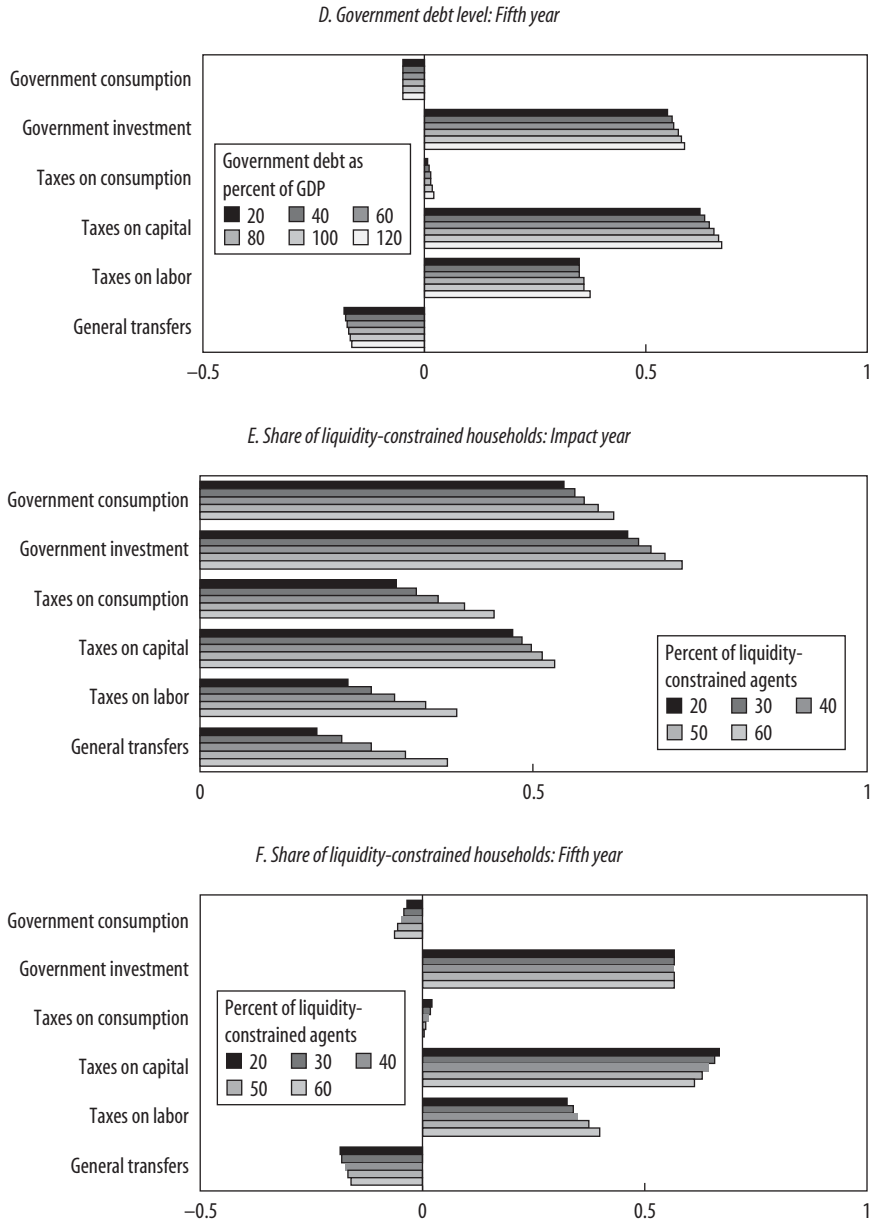 D. Government debt level: Fifth year
Government consumption
Government investment
Taxes on consumption
Taxes on capital
Taxes on labor
General transfers
Government debt as
percent of GDP
20 40 60
80 100 120
−0.5 0 0.5 1
E. Share of liquidity-constrained households: Impact year
Government consumption
Government investment
Taxes on consumption
Taxes on capital
Taxes on labor
General transfers
Percent of liquidity-
constrained agents
20 30 40
50 60
0 0.5 1
F. Share of liquidity-constrained households: Fifth year
Government consumption
Government investment
Taxes on consumption
Taxes on capital
Taxes on labor
General transfers
Percent of liquidity-
constrained agents
20 30 40
50 60
−0.5 0 0.5 1